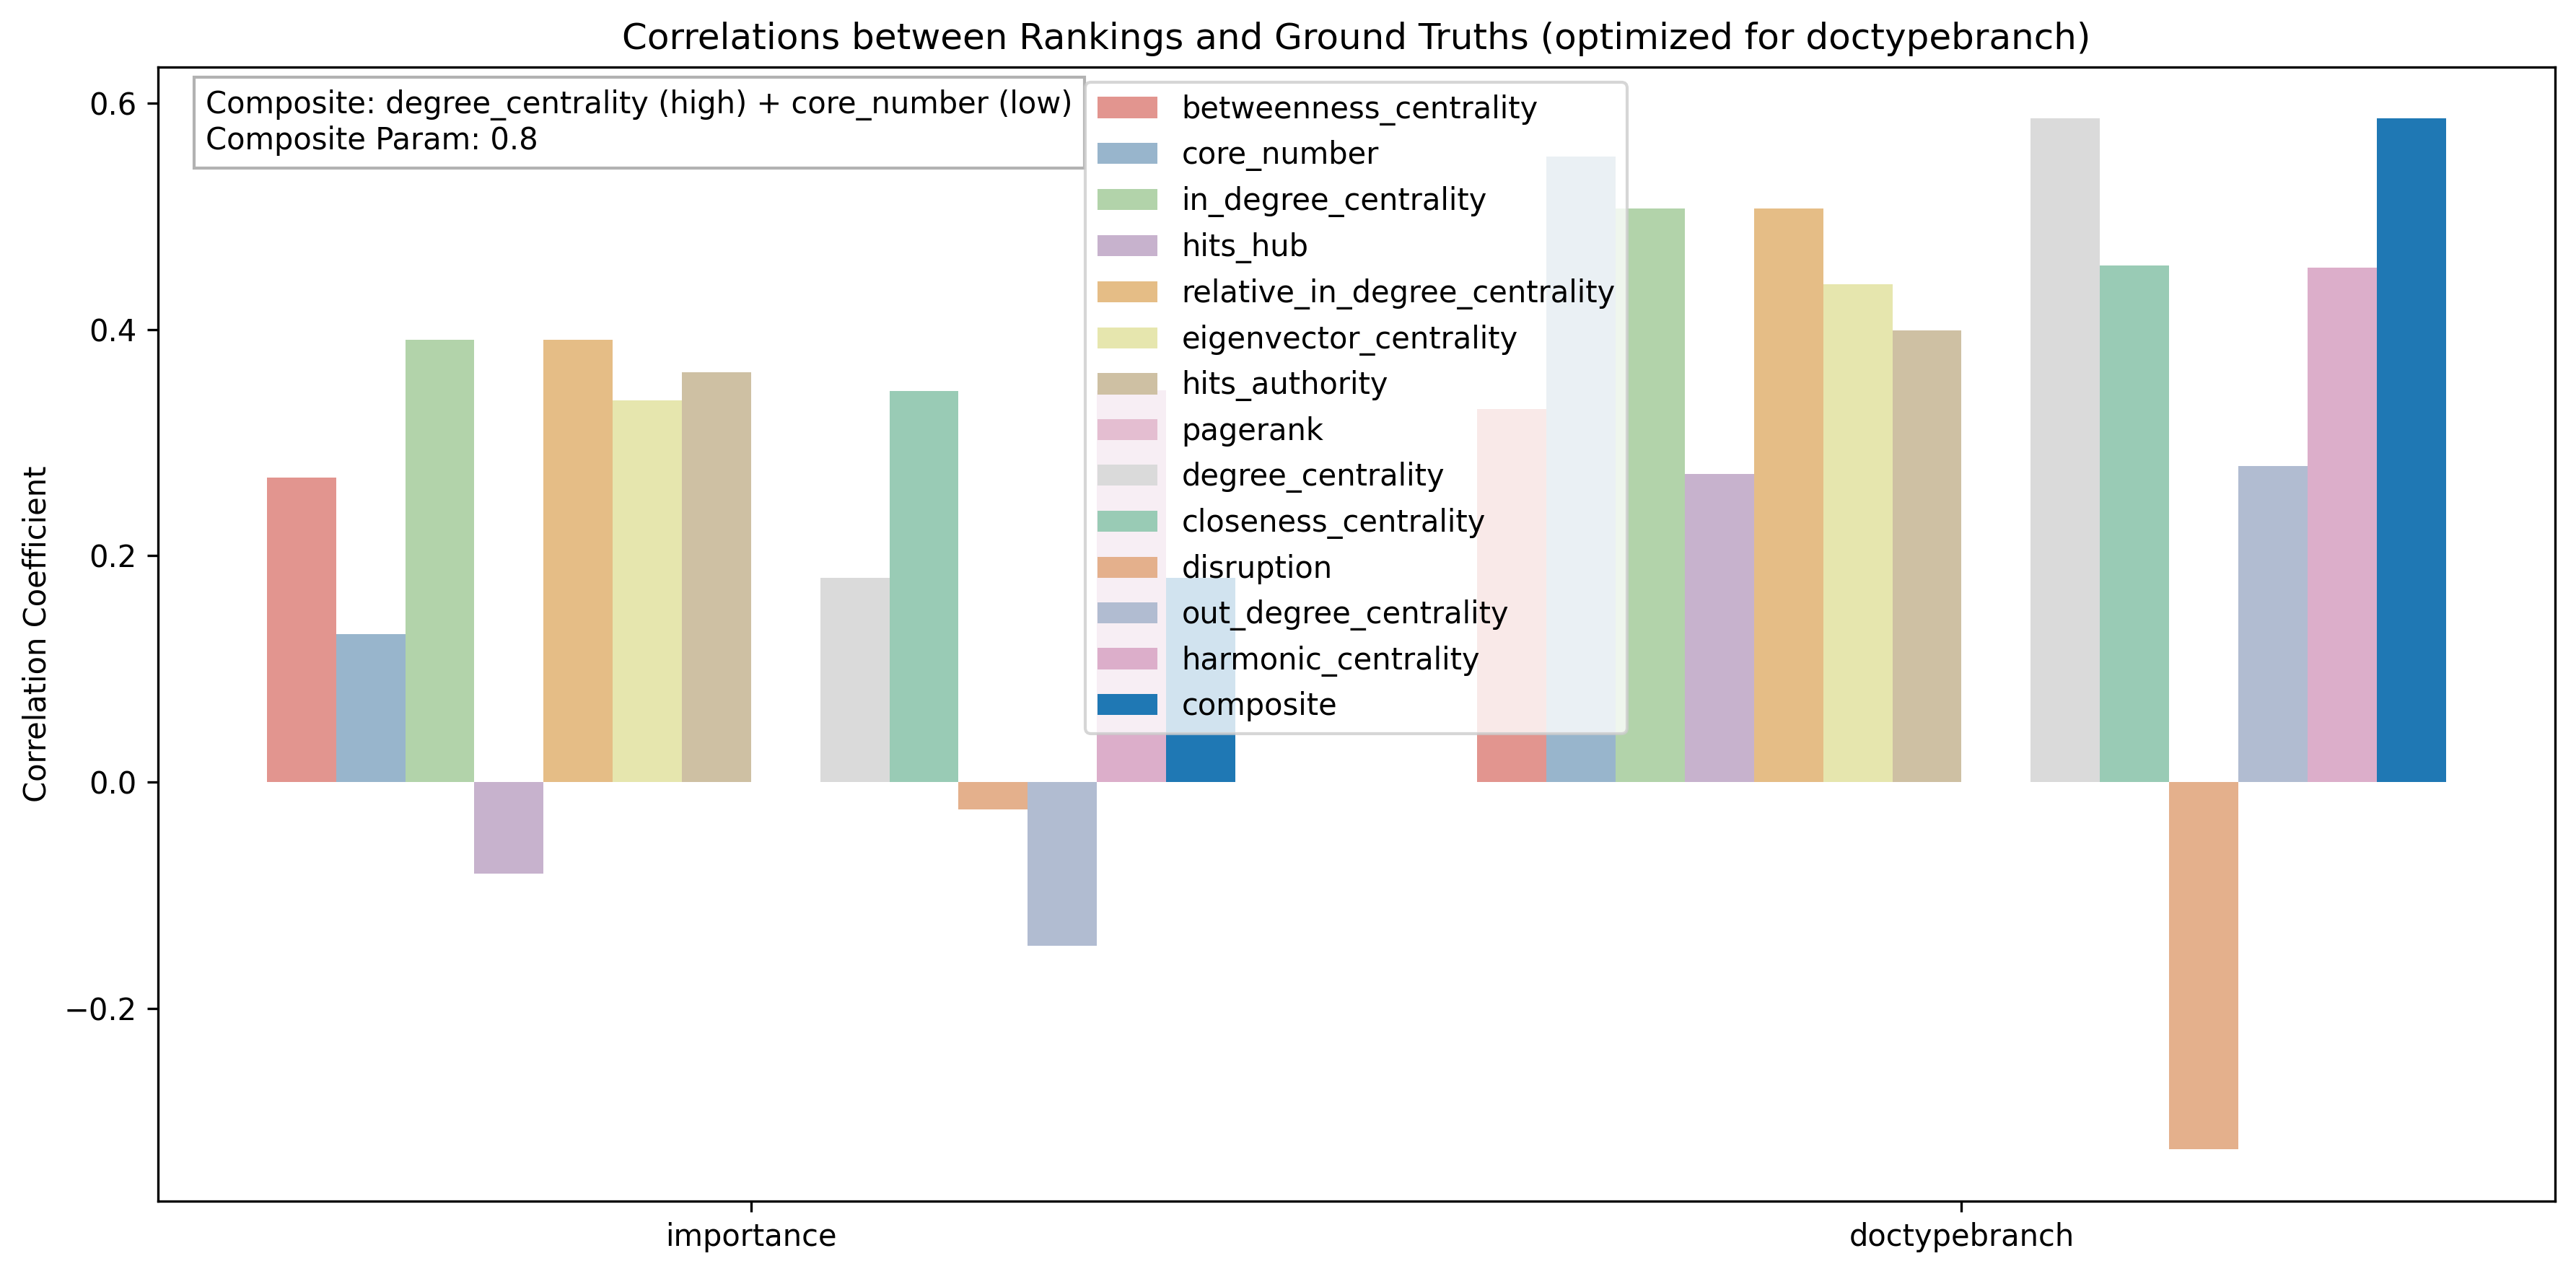 Correlations between Rankings and Ground Truths (optimized for doctypebranch)
Composite: degree_centrality (high) + core_number (low)
Composite Param: 0.8
betweenness_centrality
core_number
in_degree_centrality
hits_hub
relative_in_degree_centrality
eigenvector_centrality
hits_authority
pagerank
degree_centrality
closeness_centrality
disruption
out_degree_centrality
harmonic_centrality
composite
Correlation Coefficient
0.6
0.4
0.2
0.0
−0.2
importance
doctypebranch